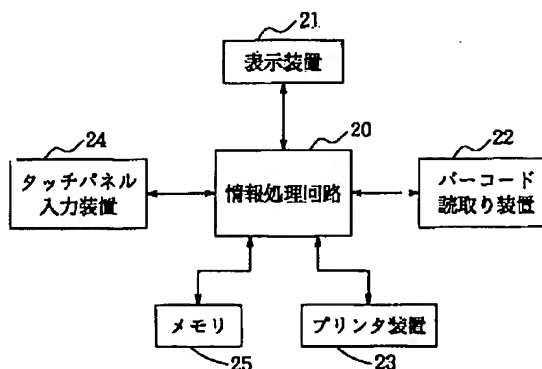 21
表示装置
24
タッチパネル
入力装置
20
情報処理回路
22
バーコード
読取り装置
メモリ
25
プリンタ装置
23